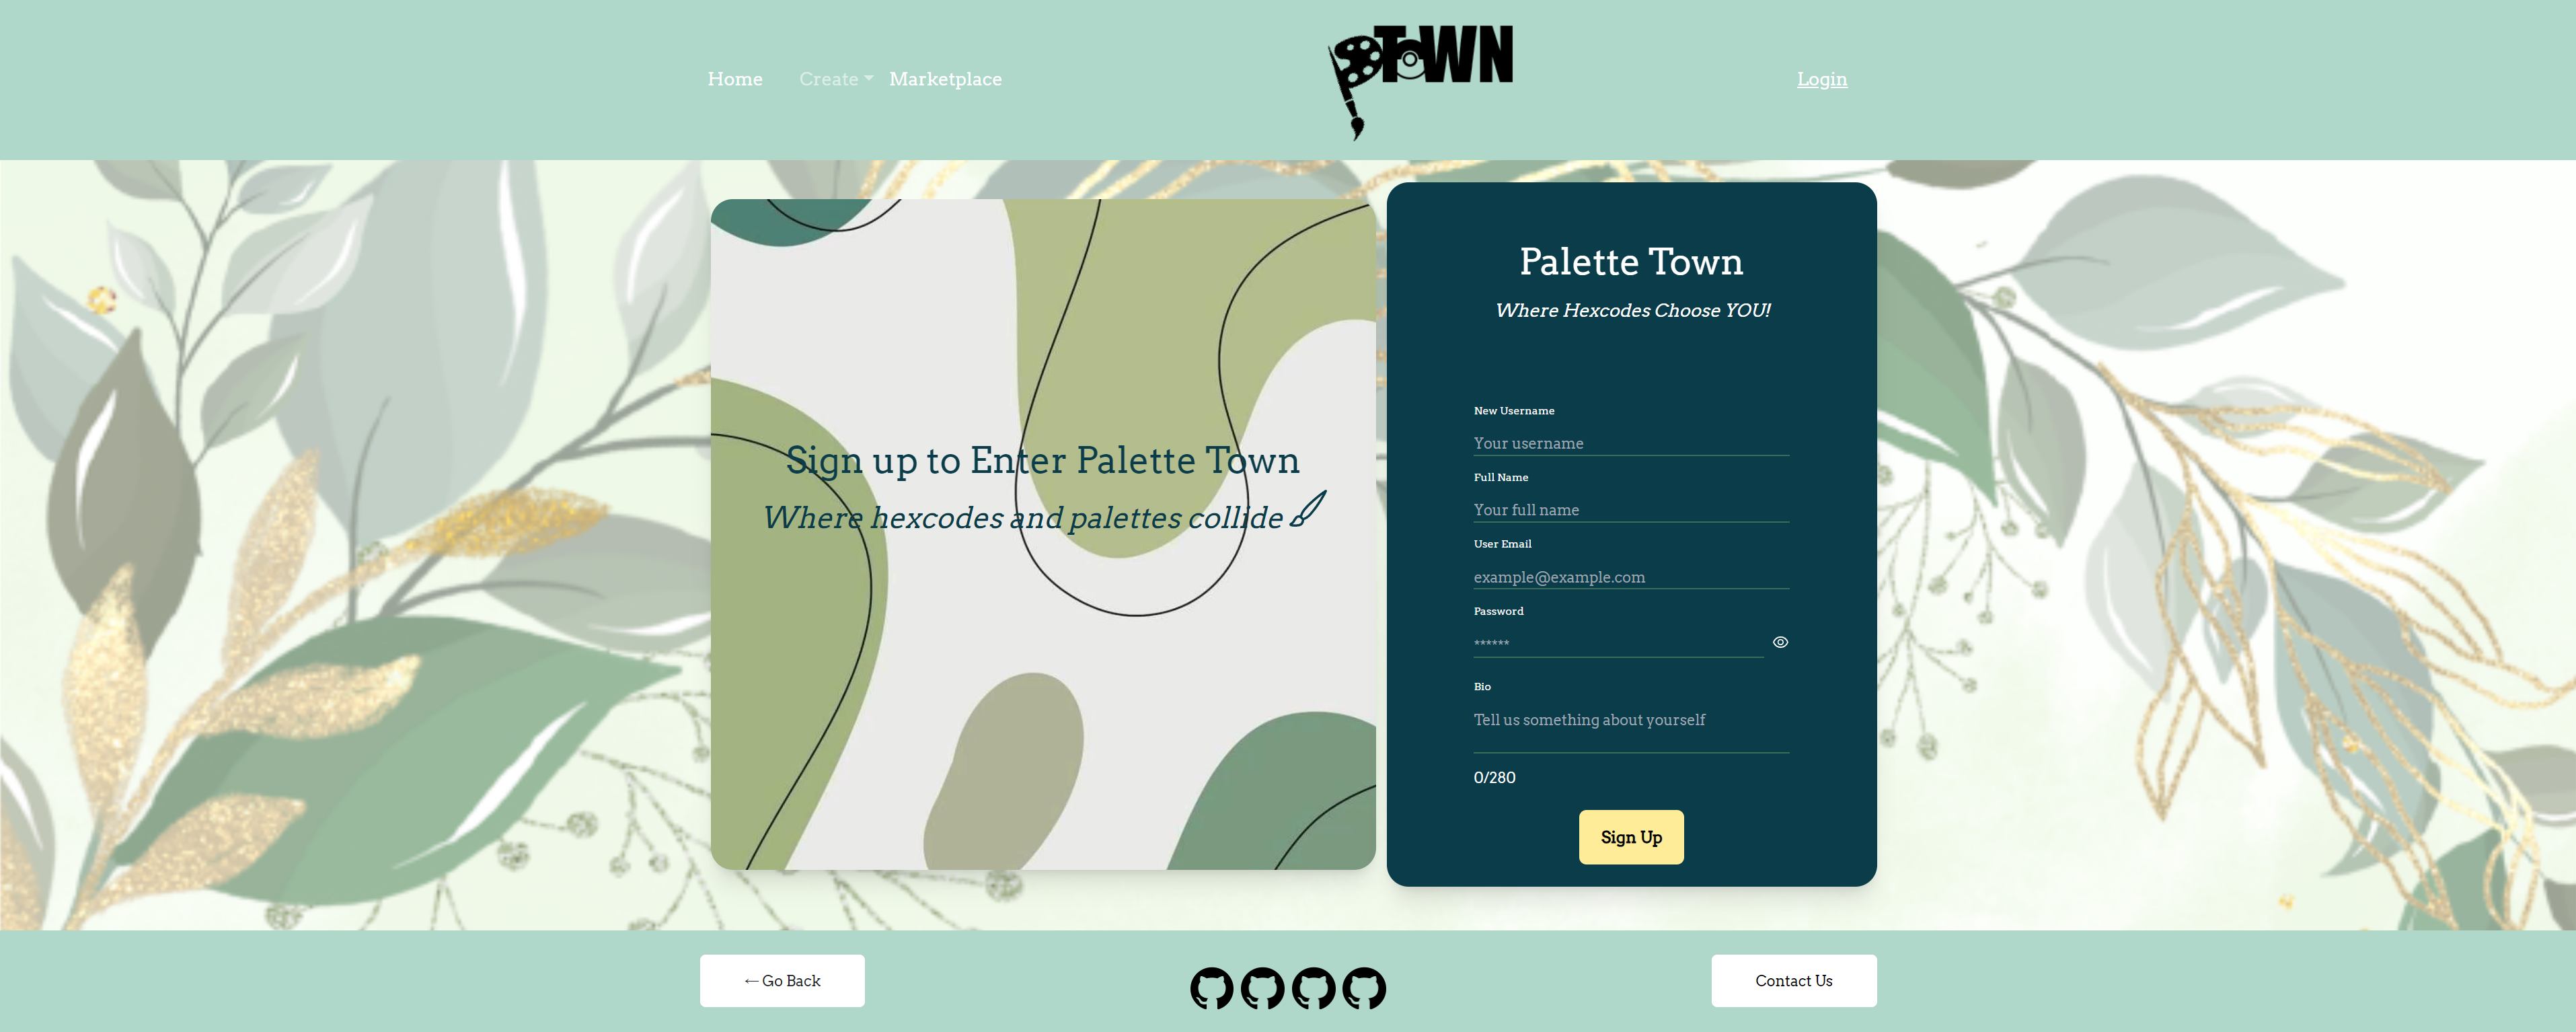 Home Create Marketplace
TOWN
Login
Sign up to Enter Palette Town
Where hexcodes and palettes collide
Palette Town
Where Hexcodes Choose YOU!
New Username
Your username
Full Name
Your full name
User Email
example@example.com
Password
******
Bio
Tell us something about yourself
0/280
Sign Up
← Go Back
Contact Us